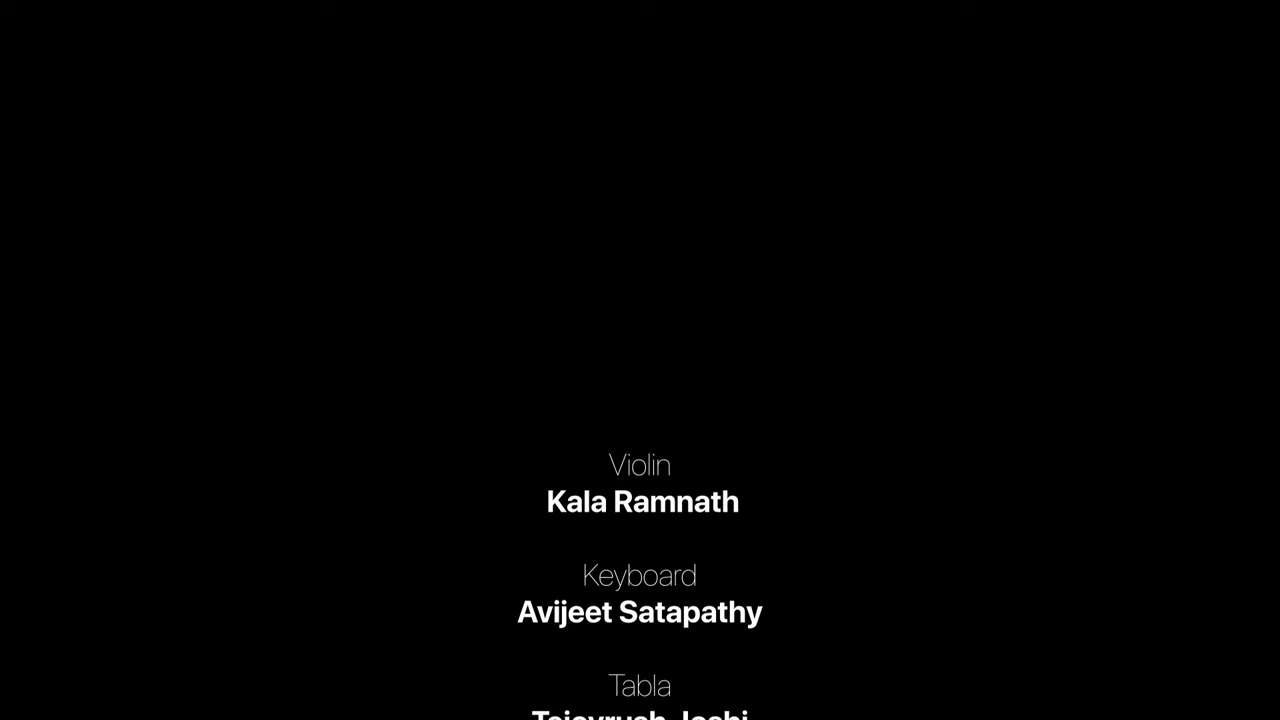 Violin
Kala Ramnath
Keyboard
Avijeet Satapathy
Tabla